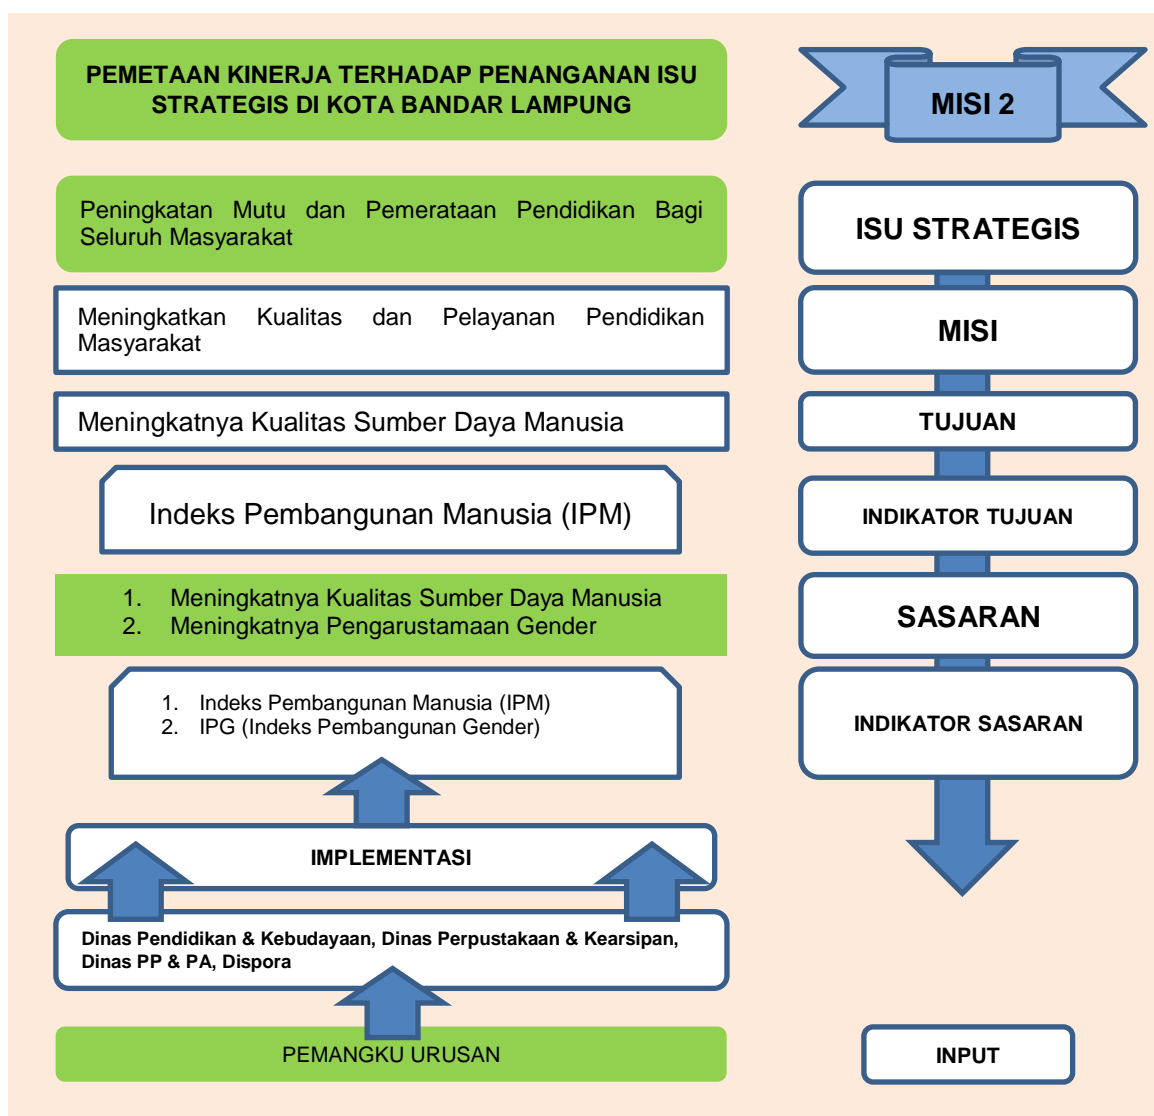 PEMETAAN KINERJA TERHADAP PENANGANAN ISU
STRATEGIS DI KOTA BANDAR LAMPUNG
MISI 2
Peningkatan Mutu dan Pemerataan Pendidikan Bagi
Seluruh Masyarakat
ISU STRATEGIS
Meningkatkan Kualitas dan Pelayanan Pendidikan
Masyarakat
MISI
Meningkatnya Kualitas Sumber Daya Manusia
TUJUAN
Indeks Pembangunan Manusia (IPM)
INDIKATOR TUJUAN
1. Meningkatnya Kualitas Sumber Daya Manusia
2. Meningkatnya Pengarustamaan Gender
SASARAN
1. Indeks Pembangunan Manusia (IPM)
2. IPG (Indeks Pembangunan Gender)
INDIKATOR SASARAN
IMPLEMENTASI
Dinas Pendidikan & Kebudayaan, Dinas Perpustakaan & Kearsipan,
Dinas PP & PA, Dispora
PEMANGKU URUSAN
INPUT